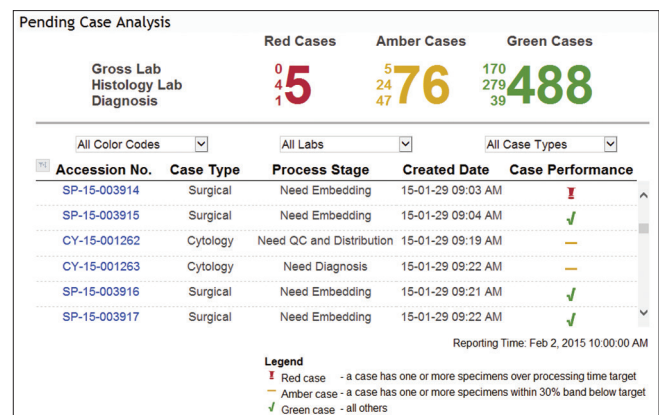 Pending Case Analysis
Red Cases Amber Cases Green Cases
Gross Lab 0 5 170
Histology Lab 4 5 24 76 279 488
Diagnosis 1 47 39
All Color Codes All Labs All Case Types
Accession No. Case Type Process Stage Created Date Case Performance
SP-15-003914 Surgical Need Embedding 15-01-29 09:03 AM
SP-15-003915 Surgical Need Embedding 15-01-29 09:04 AM
CY-15-001262 Cytology Need QC and Distribution 15-01-29 09:19 AM
CY-15-001263 Cytology Need Diagnosis 15-01-29 09:22 AM
SP-15-003916 Surgical Need Embedding 15-01-29 09:21 AM
SP-15-003917 Surgical Need Embedding 15-01-29 09:22 AM
Reporting Time: Feb 2, 2015 10:00:00 AM
Legend
Red case - a case has one or more specimens over processing time target
Amber case - a case has one or more specimens within 30% band below target
Green case - all others